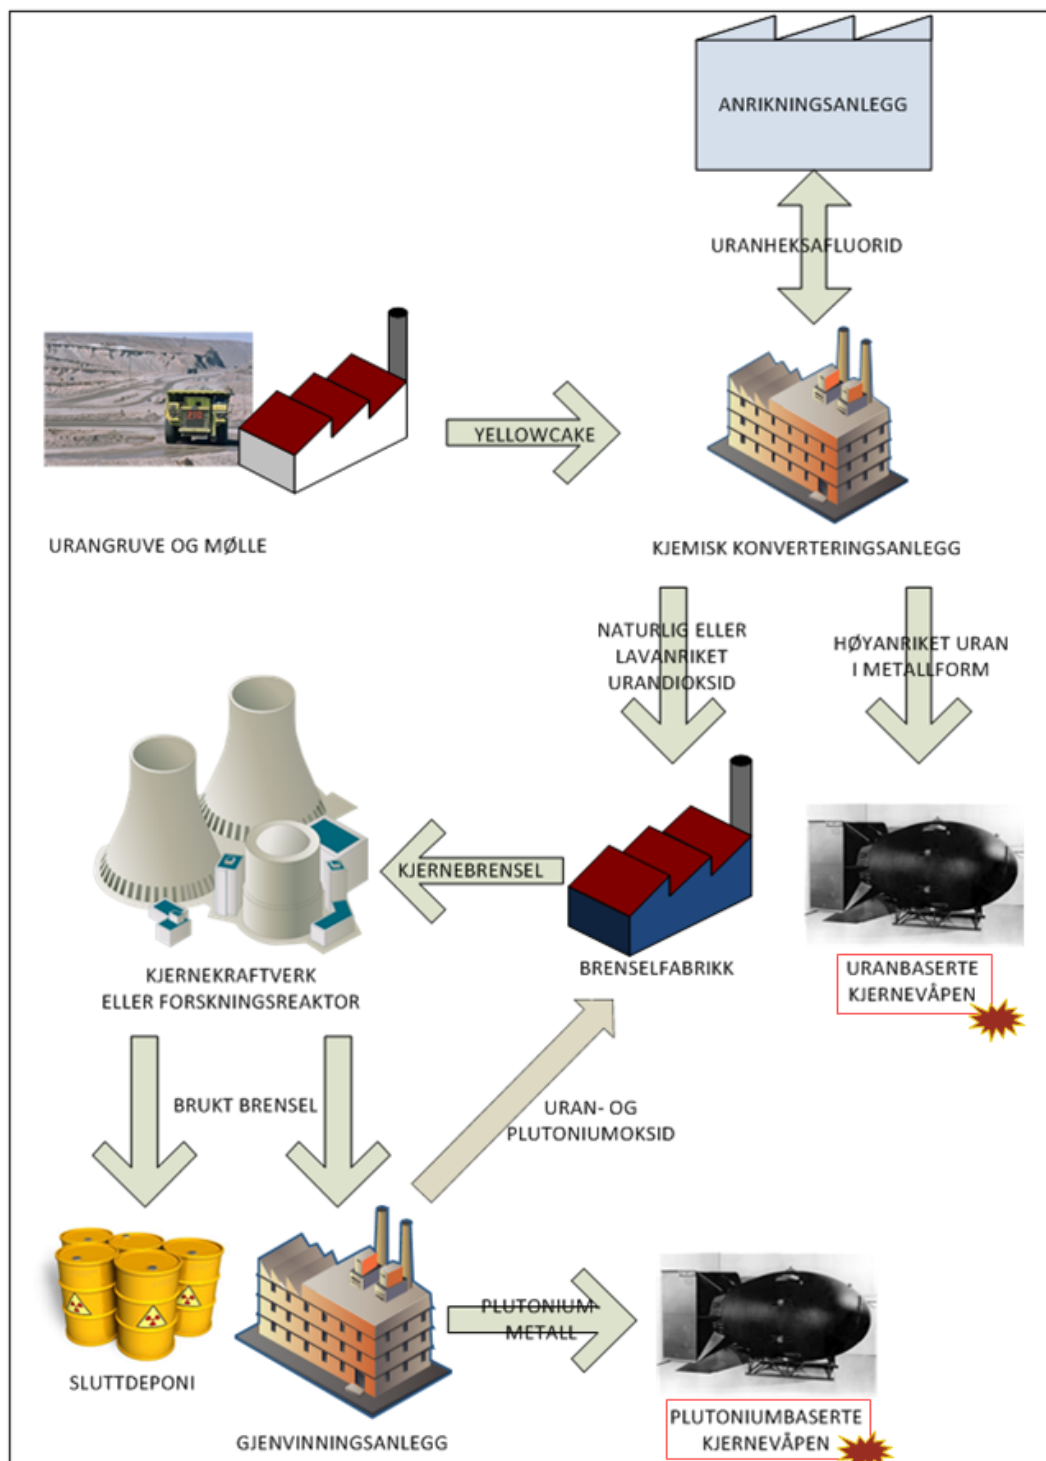 ANRIKNINGSANLEGG
URANHEKSAFLUORID
YELLOWCAKE
URANGRUVE OG MØLLE
KJEMISK KONVERTERINGSANLEGG
NATURLIG ELLER
LAVANRIKET
URANDIOKSID
HØYANRIKET URAN
I METALLFORM
KJERNEBRENSEL
BRENSELFABRIKK
KJERNEKRAFTVERK
ELLER FORSKNINGSREAKTOR
URANBASERTE
KJERNEVÅPEN
BRUKT BRENSEL
URAN- OG
PLUTONIUMOKSID
PLUTONIUM-
METALL
SLUTTDEPONI
GJENVINNINGSANLEGG
PLUTONIUMBASERTE
KJERNEVÅPEN